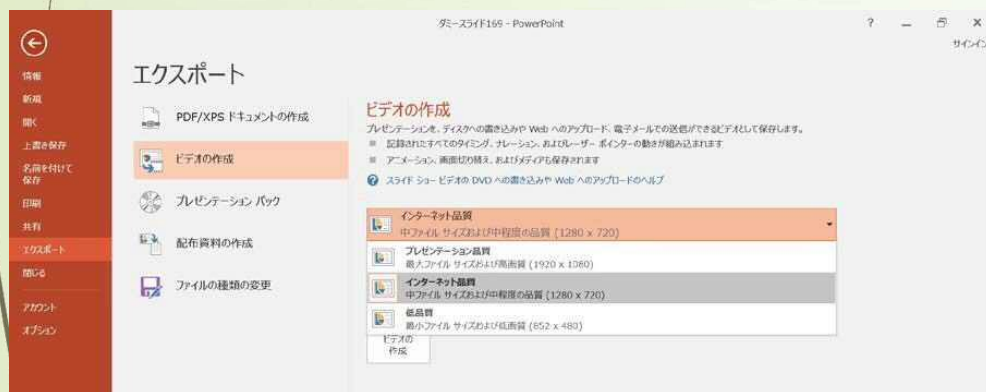 ダミースライド169 - PowerPoint
?
サインイン
情報
新規
開く
上書き保存
名前を付けて
保存
印刷
共有
エクスポート
閉じる
アカウント
オプション
エクスポート
PDF/XPS ドキュメントの作成
ビデオの作成
プレゼンテーション パック
配布資料の作成
ファイルの種類の変更
ビデオの作成
プレゼンテーションを、ディスクへの書き込みや Web へのアップロード、電子メールでの送信ができるビデオとして保存します。
記録されたすべてのタイミング、ナレーション、およびレーザー ポインターの動きが組み込まれます
アニメーション、画面切り替え、およびメディアも保存されます
スライド ショー ビデオの DVD への書き込みや Web へのアップロードのヘルプ
インターネット品質
中ファイル サイズおよび中程度の品質 (1280 x 720)
プレゼンテーション品質
最大ファイル サイズおよび高画質 (1920 x 1080)
インターネット品質
中ファイル サイズおよび中程度の品質 (1280 x 720)
低品質
最小ファイル サイズおよび低画質 (852 x 480)
ビデオの
作成